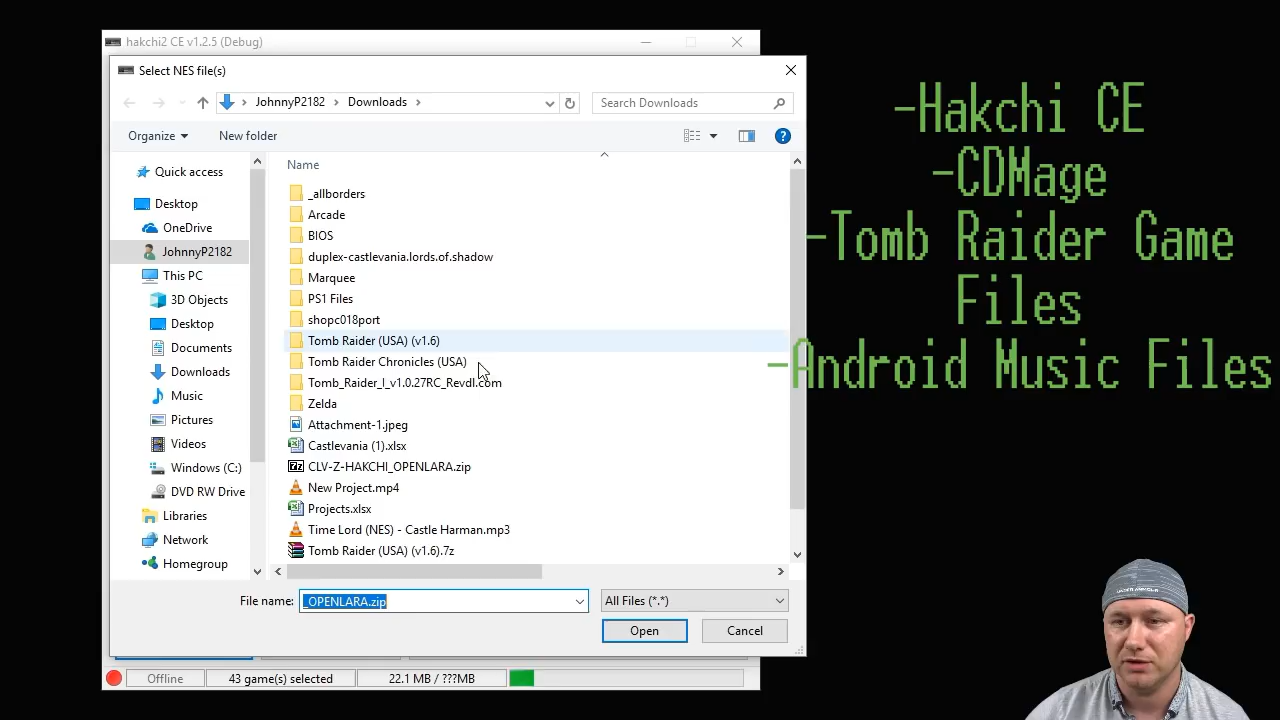 hakchi2 CE v1.2.5 (Debug)
Select NES file(s)
JohnnyP2182 > Downloads >
Search Downloads
Organize
New folder
Name
Quick access
Desktop
OneDrive
JohnnyP2182
This PC
3D Objects
Desktop
Documents
Downloads
Music
Pictures
Videos
Windows (C:)
DVD RW Drive
Libraries
Network
Homegroup
_allborders
Arcade
BIOS
duplex-castlevania.lords.of.shadow
Marquee
PS1 Files
shopc018port
Tomb Raider (USA) (v1.6)
Tomb Raider Chronicles (USA)
Tomb_Raider_I_v1.0.27RC_Revdl.com
Zelda
Attachment-1.jpeg
Castlevania (1).xlsx
CLV-Z-HAKCHI_OPENLARA.zip
New Project.mp4
Projects.xlsx
Time Lord (NES) - Castle Harman.mp3
Tomb Raider (USA) (v1.6).7z
File name:
_OPENLARA.zip
All Files (*.*)
Open
Cancel
Offline
43 game(s) selected
22.1 MB / ???MB
-Hakchi CE
-CDMage
-Tomb Raider Game
Files
-Android Music Files